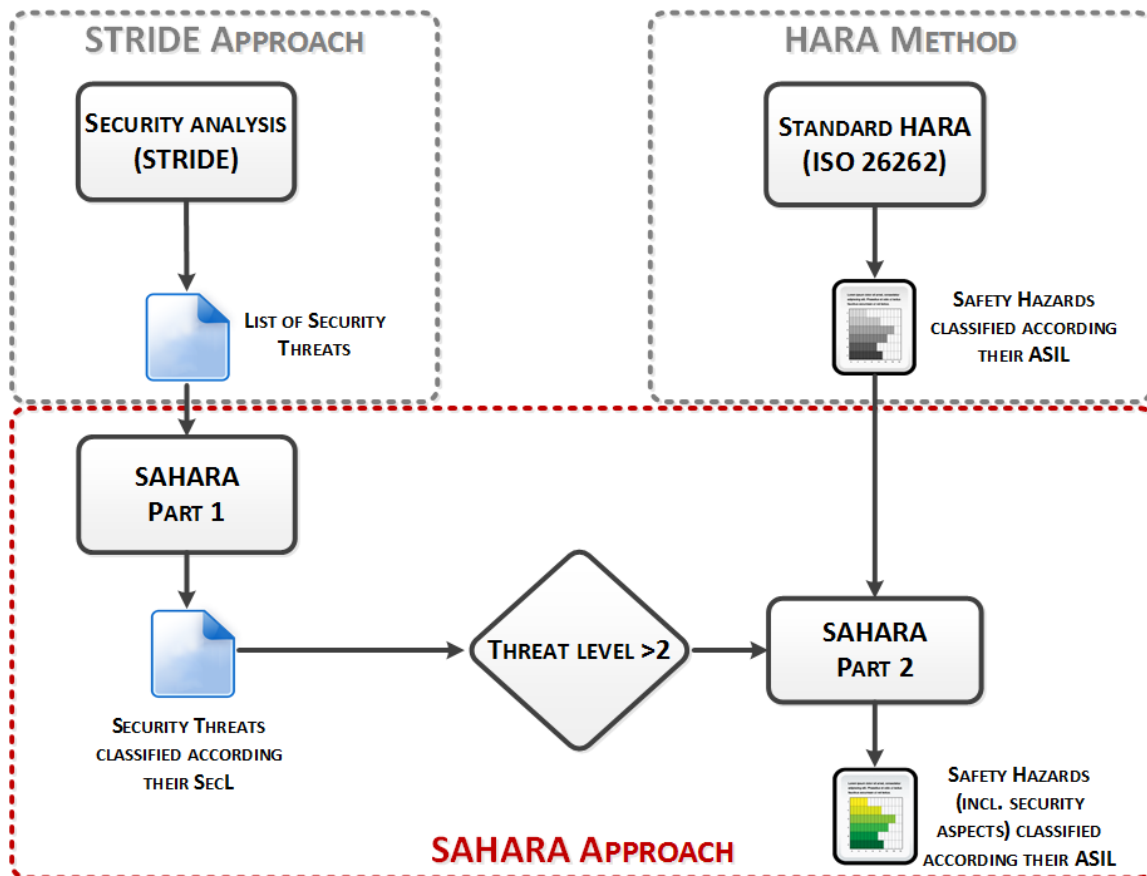 STRIDE APPROACH
HARA METHOD
SECURITY ANALYSIS
(STRIDE)
STANDARD HARA
(ISO 26262)
LIST OF SECURITY
THREATS
SAFETY HAZARDS
CLASSIFIED ACCORDING
THEIR ASIL
SAHARA
PART 1
THREAT LEVEL >2
SAHARA
PART 2
SECURITY THREATS
CLASSIFIED ACCORDING
THEIR SECL
SAFETY HAZARDS
(INCL. SECURITY
ASPECTS) CLASSIFIED
ACCORDING THEIR ASIL
SAHARA APPROACH